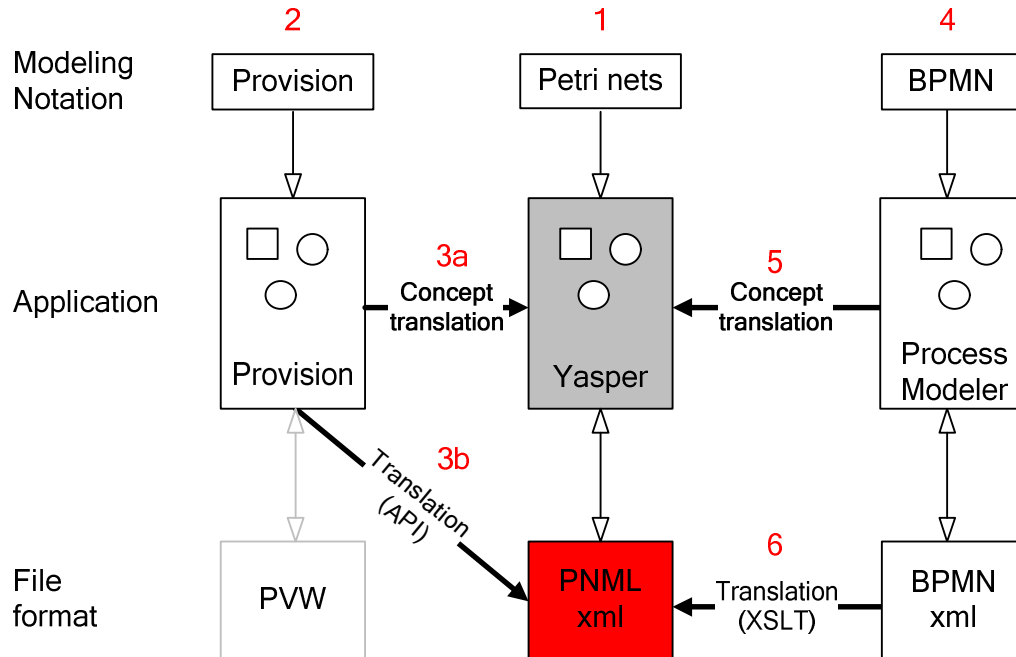 2
1
4
Modeling
Notation
Provision
Petri nets
BPMN
3a
5
Application
Concept
translation
Concept
translation
Provision
Yasper
Process
Modeler
3b
Translation
(API)
6
File
format
PVW
PNML
xml
Translation
(XSLT)
BPMN
xml